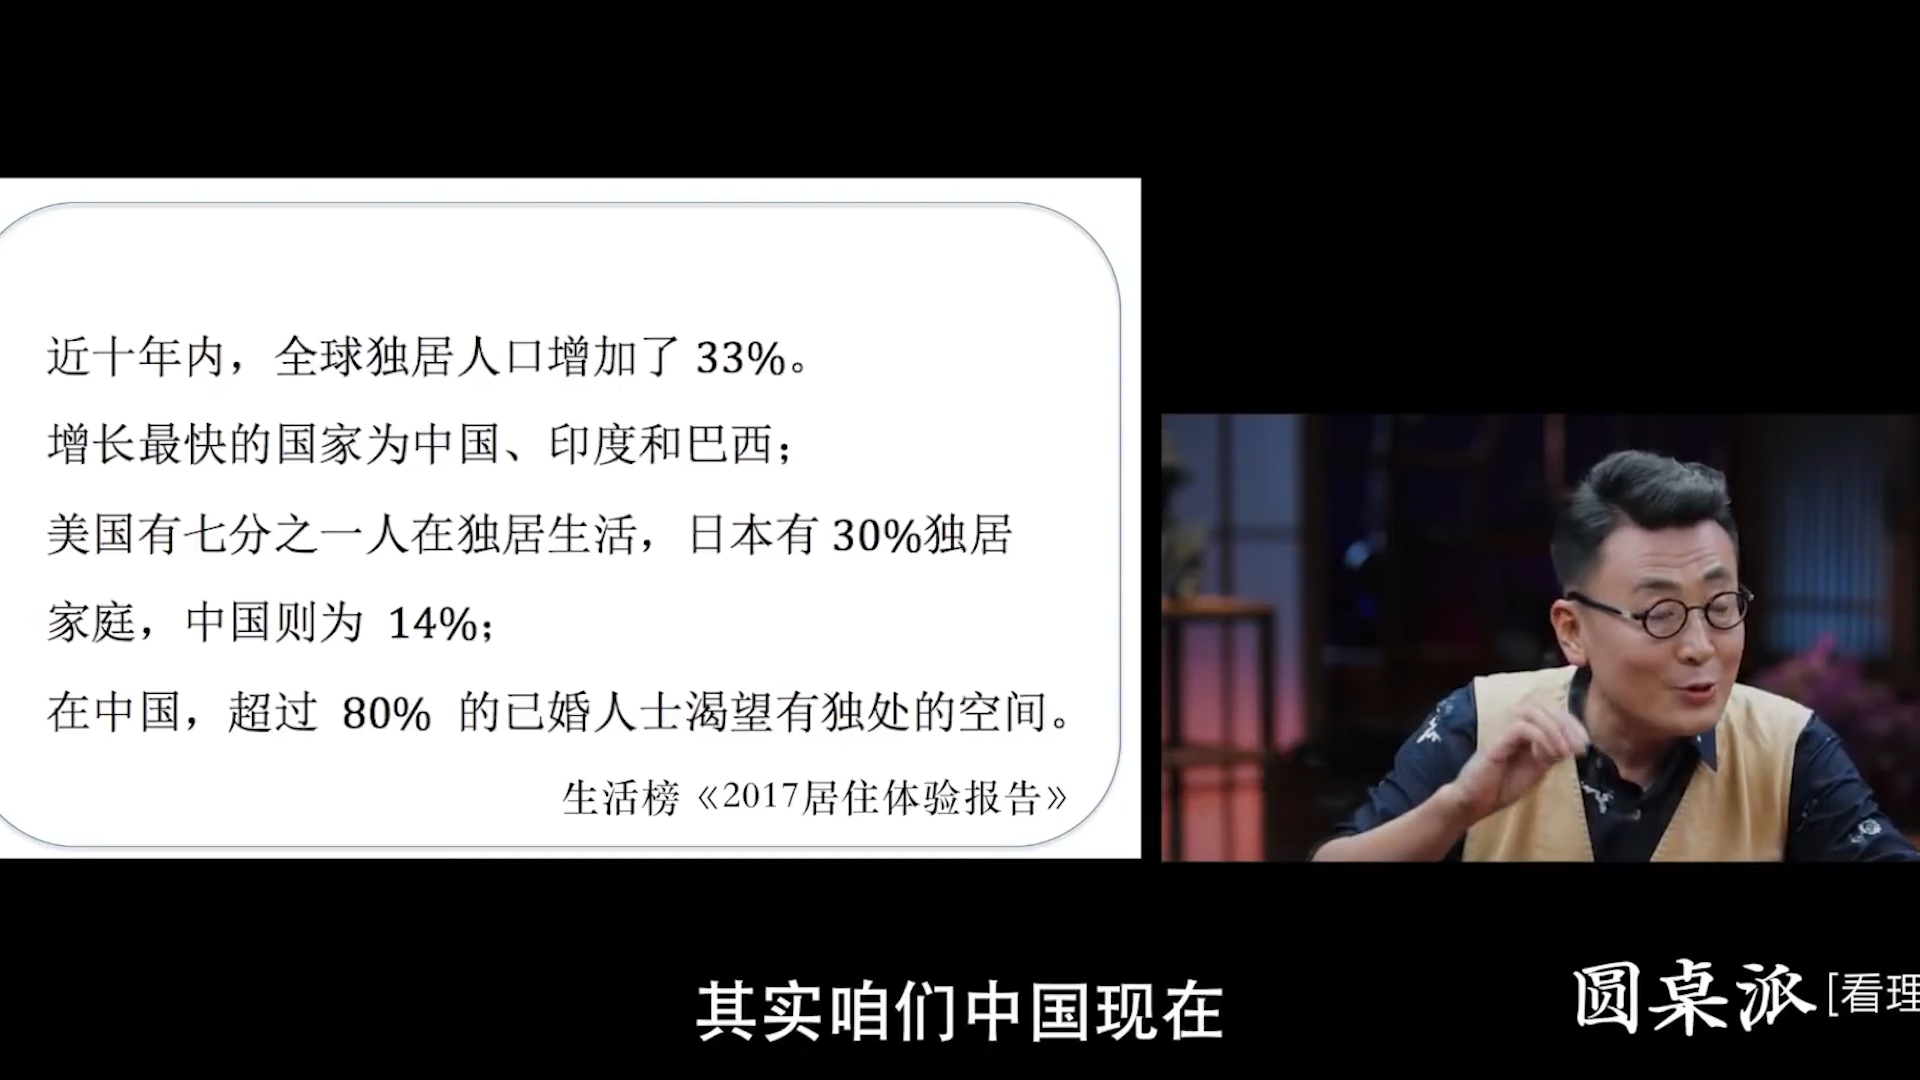 近十年内，全球独居人口增加了 33%。
增长最快的国家为中国、印度和巴西；
美国有七分之一人在独居生活，日本有 30%独居
家庭，中国则为 14%；
在中国，超过 80% 的已婚人士渴望有独处的空间。
生活榜《2017居住体验报告》
其实咱们中国现在
圆桌派[看理